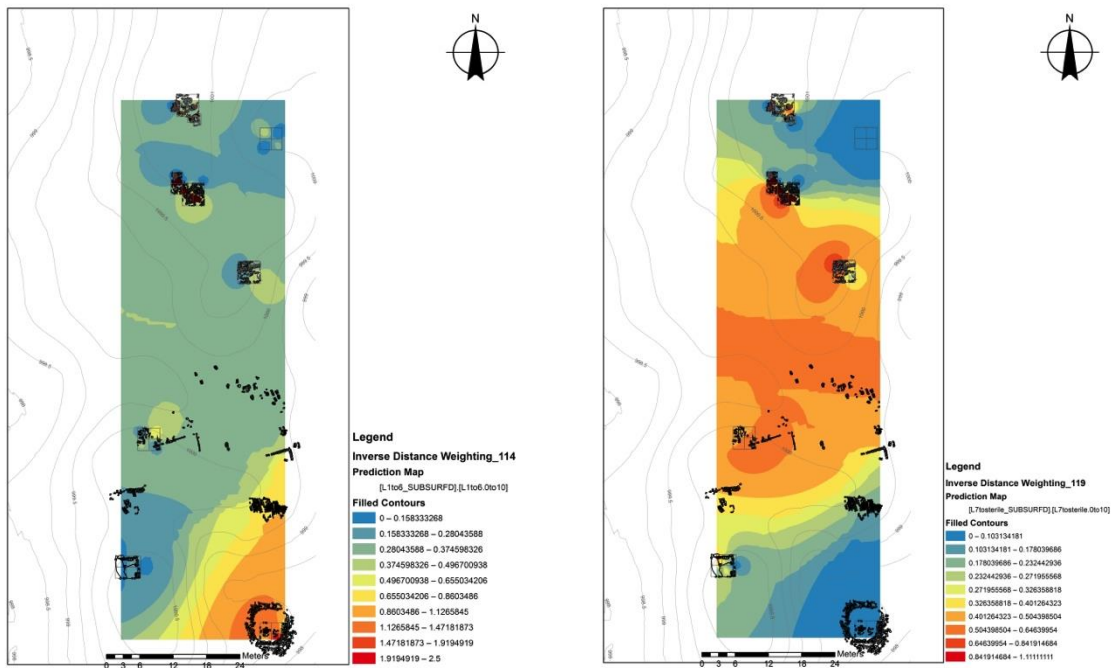 N
Legend
Inverse Distance Weighting_114
Prediction Map
[L1to6_SUBSURFD].[L1to6.0to10]
Filled Contours
0 – 0.158333268
0.158333268 – 0.28043588
0.28043588 – 0.374598326
0.374598326 – 0.496700938
0.496700938 – 0.655034206
0.655034206 – 0.8603486
0.8603486 – 1.1265845
1.1265845 – 1.47181873
1.47181873 – 1.9194919
1.9194919 – 2.5
Meters
0 3 6 12 18 24
N
Legend
Inverse Distance Weighting_119
Prediction Map
[L7tosterile_SUBSURFD].[L7tosterile.0to10]
Filled Contours
0 – 0.103134181
0.103134181 – 0.178039686
0.178039686 – 0.232442936
0.232442936 – 0.271955568
0.271955568 – 0.326358818
0.326358818 – 0.401264323
0.401264323 – 0.504398504
0.504398504 – 0.64639954
0.64639954 – 0.841914684
0.841914684 – 1.11111111
Meters
0 3 6 12 18 24